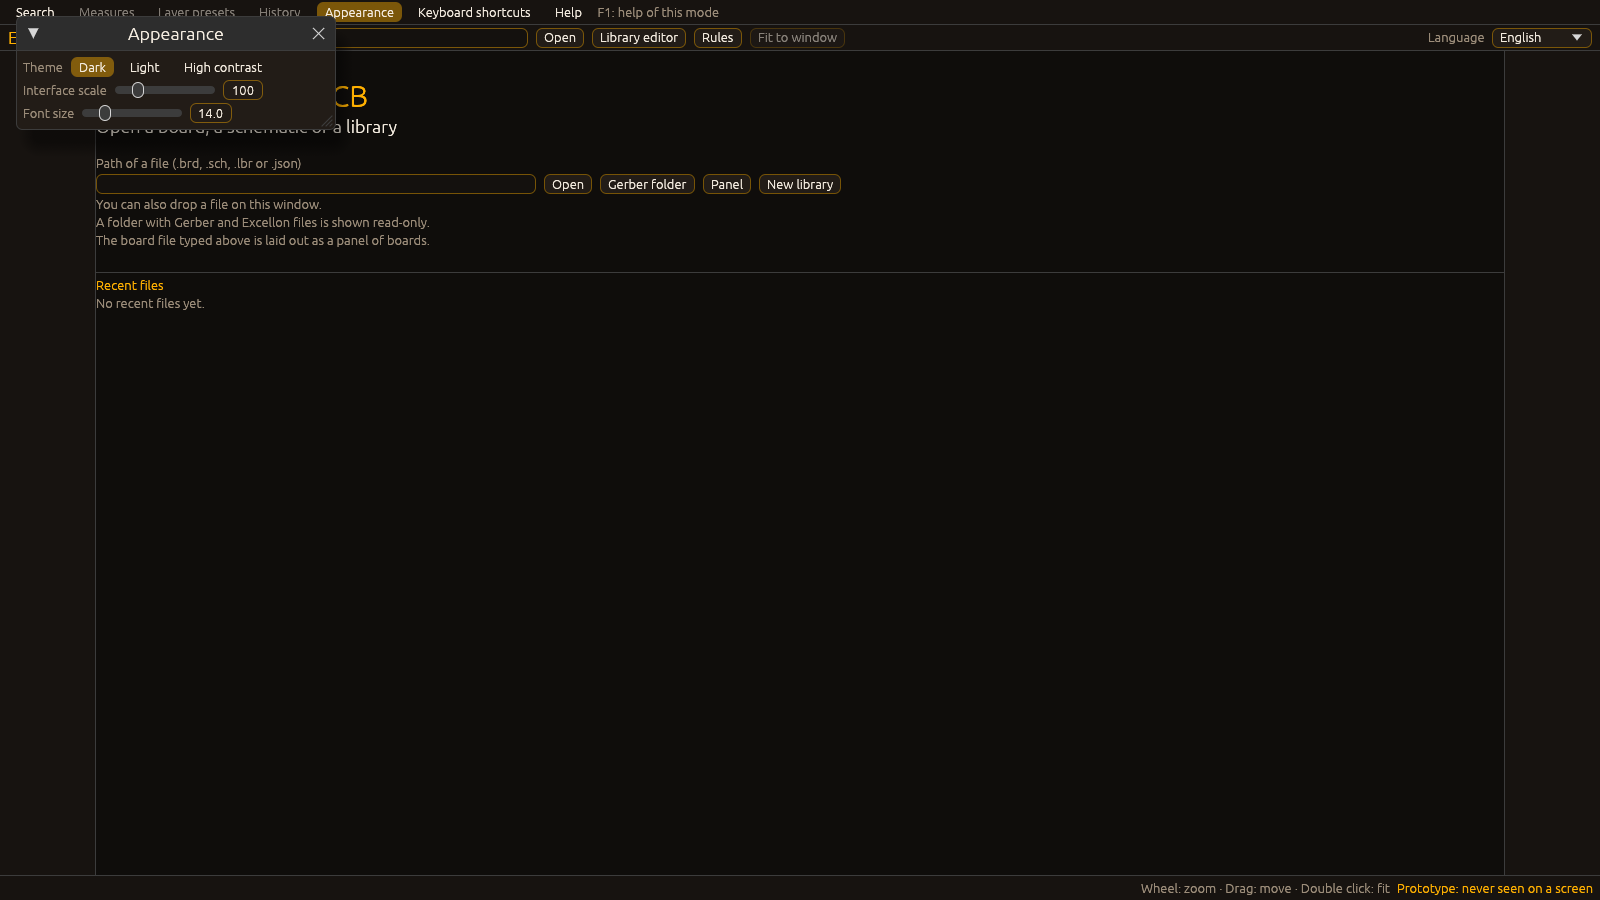 Search Measures Layer presets History Appearance Keyboard shortcuts Help F1: help of this mode
Open Library editor Rules Fit to window Language English
Appearance
Theme Dark Light High contrast
Interface scale 100
Font size 14.0
CB
Open a board, a schematic or a library
Path of a file (.brd, .sch, .lbr or .json)
Open Gerber folder Panel New library
You can also drop a file on this window.
A folder with Gerber and Excellon files is shown read-only.
The board file typed above is laid out as a panel of boards.
Recent files
No recent files yet.
Wheel: zoom · Drag: move · Double click: fit Prototype: never seen on a screen